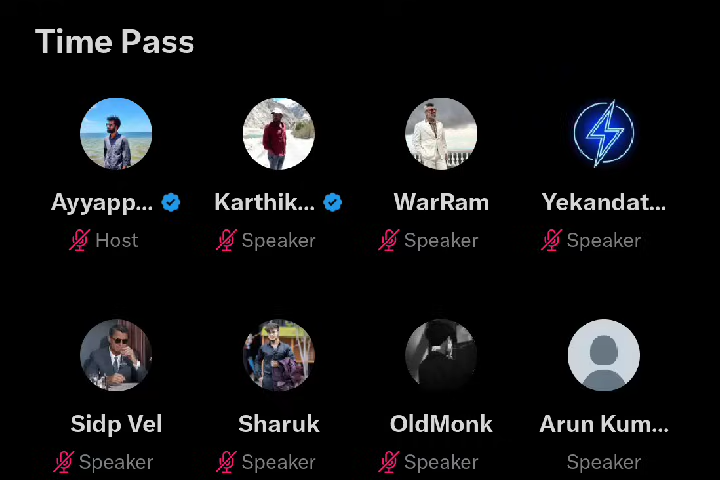 Time Pass
Ayyapp... Karthik... WarRam Yekandat...
Host Speaker Speaker Speaker
Sidp Vel Sharuk OldMonk Arun Kum...
Speaker Speaker Speaker Speaker